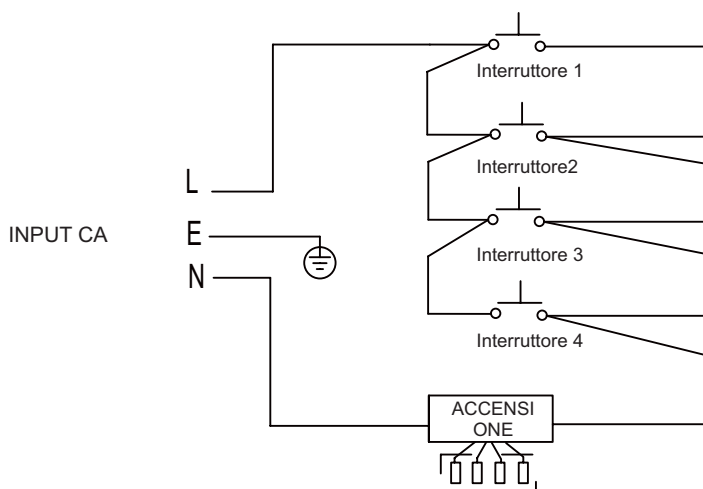 Interruttore 1
Interruttore2
L
INPUT CA
E
Interruttore 3
N
Interruttore 4
ACCENSI
ONE